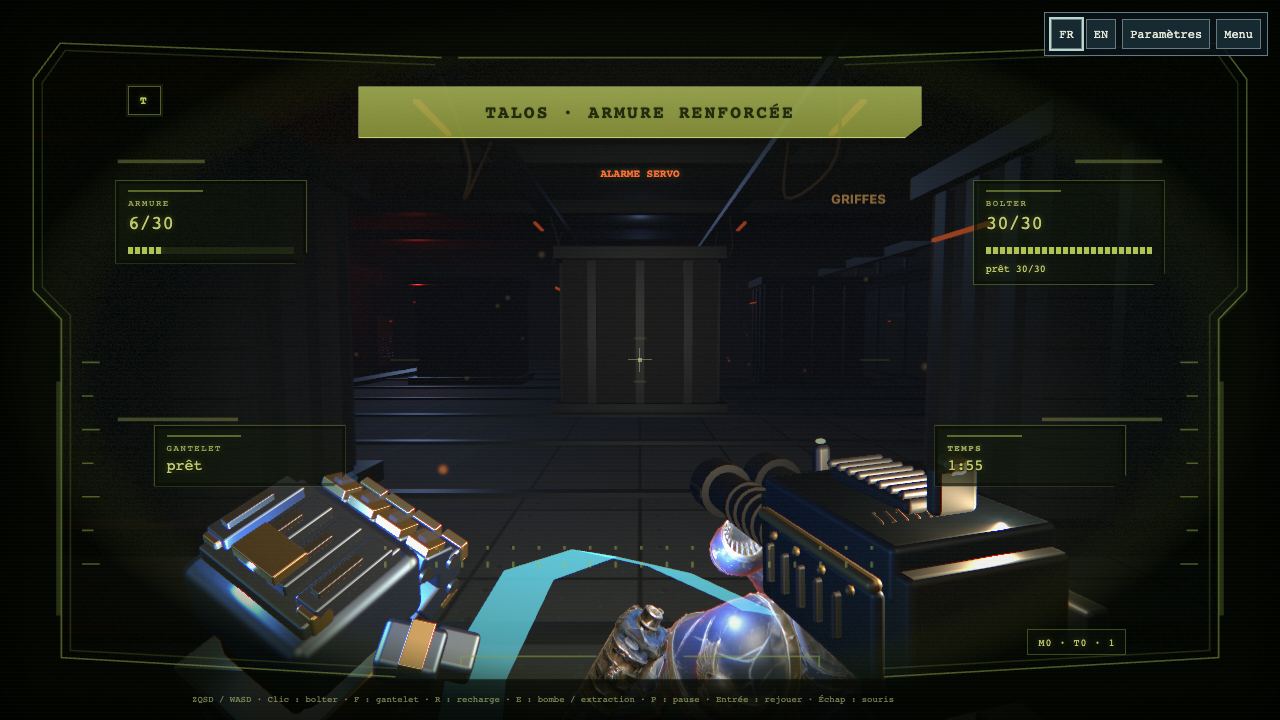 FR EN Paramètres Menu
T
TALOS · ARMURE RENFORCÉE
ALARME SERVO
GRIFFES
ARMURE
6/30
BOLTER
30/30
prêt 30/30
GANTELET
prêt
TEMPS
1:55
M0 · T0 · 1
ZQSD / WASD · Clic : bolter · F : gantelet · R : recharge · E : bombe / extraction · P : pause · Entrée : rejouer · Échap : souris